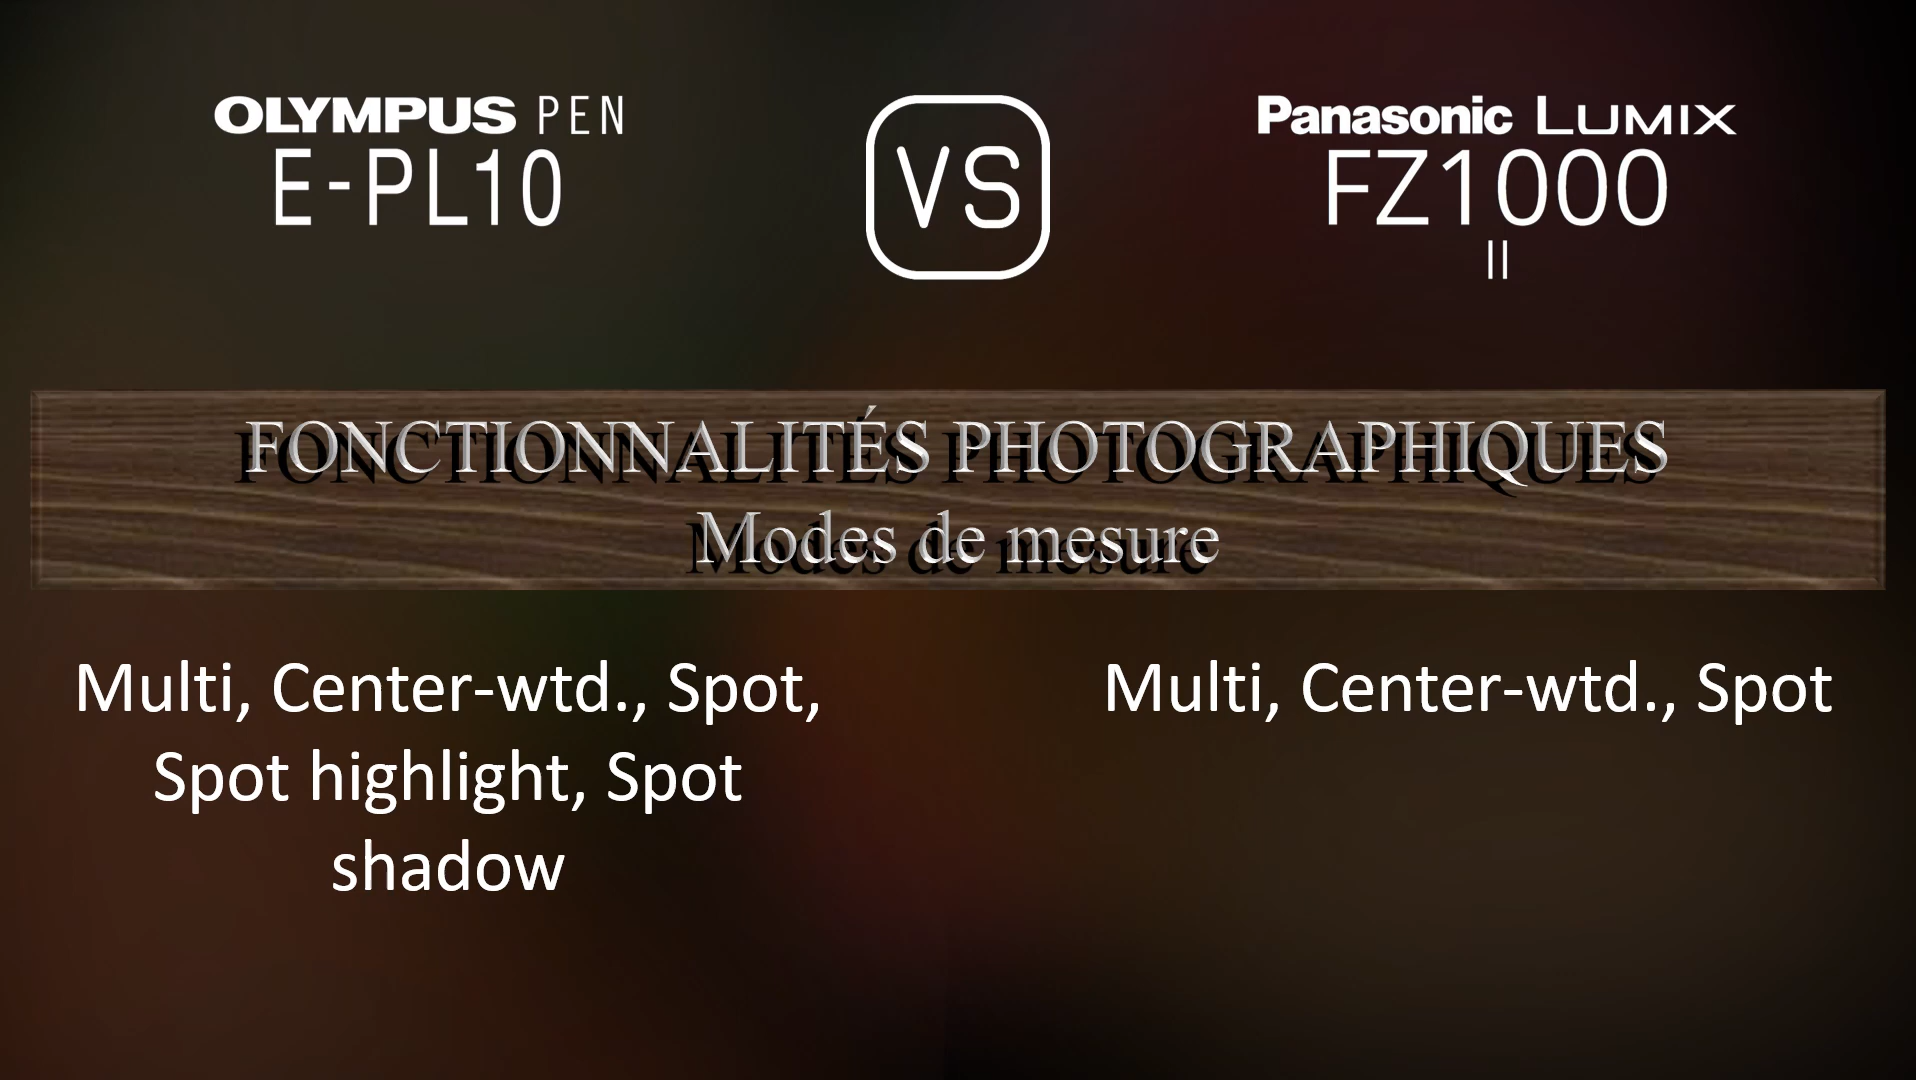 OLYMPUS PEN
E-PL10
VS
Panasonic LUMIX
FZ1000
II
FONCTIONNALITÉS PHOTOGRAPHIQUES
Modes de mesure
Multi, Center-wtd., Spot,
Spot highlight, Spot
shadow
Multi, Center-wtd., Spot